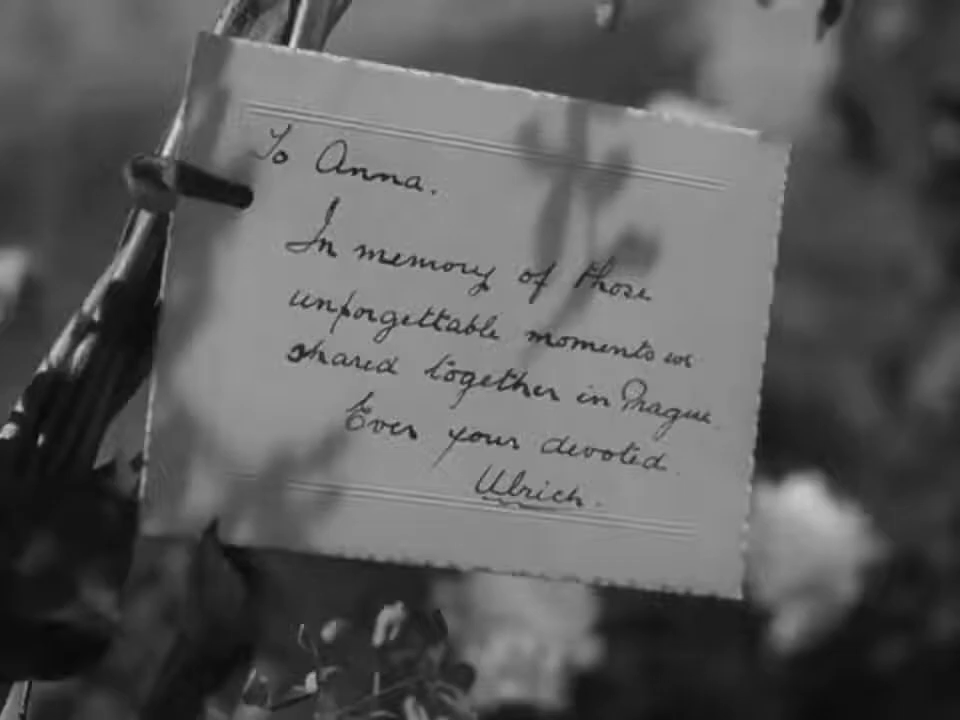 To Anna.
In memory of those
unforgettable moments we
shared together in Prague.
Ever your devoted.
Ulrich.